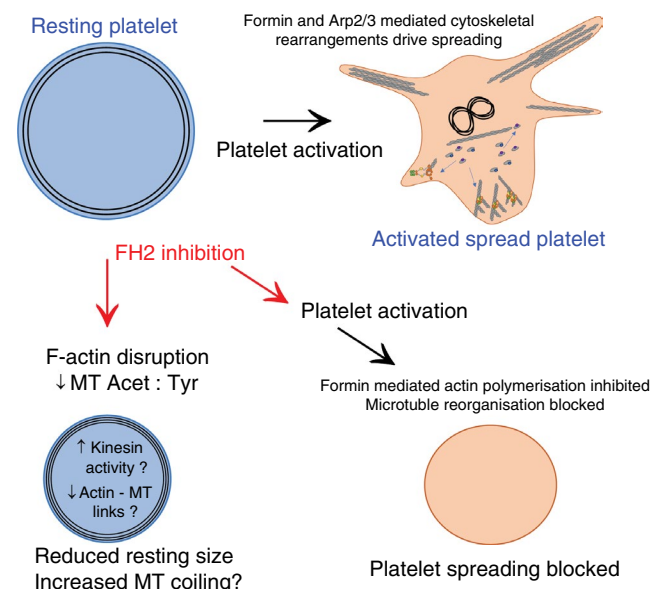 Resting platelet
Formin and Arp2/3 mediated cytoskeletal
rearrangements drive spreading
Platelet activation
Activated spread platelet
FH2 inhibition
Platelet activation
F-actin disruption
↓ MT Acet : Tyr
Formin mediated actin polymerisation inhibited
Microtuble reorganisation blocked
↑ Kinesin
activity ?
↓ Actin - MT
links ?
Reduced resting size
Increased MT coiling?
Platelet spreading blocked